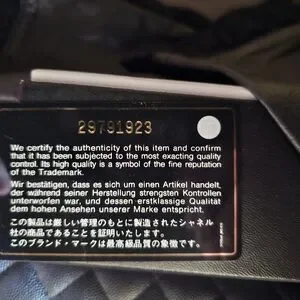 29791923
We certify the authenticity of this item and confirm
that it has been subjected to the most exacting quality
control. Its high quality is a symbol of the fine reputation
of the Trademark.
Wir bestätigen, dass es sich um einen Artikel handelt,
der während seiner Herstellung strengsten Kontrollen
unterworfen war, und dessen erstklassige Qualität
dem hohen Ansehen unserer Marke entspricht.
この製品は厳しい管理のもとに製造されたシャネル
社の商品であることを証明いたします。
このブランド・マークは最高級品質の象徴です。